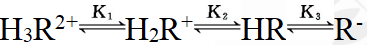 H₃R²⁺ ⇌ K₁ H₂R⁺ ⇌ K₂ HR ⇌ K₃ R⁻